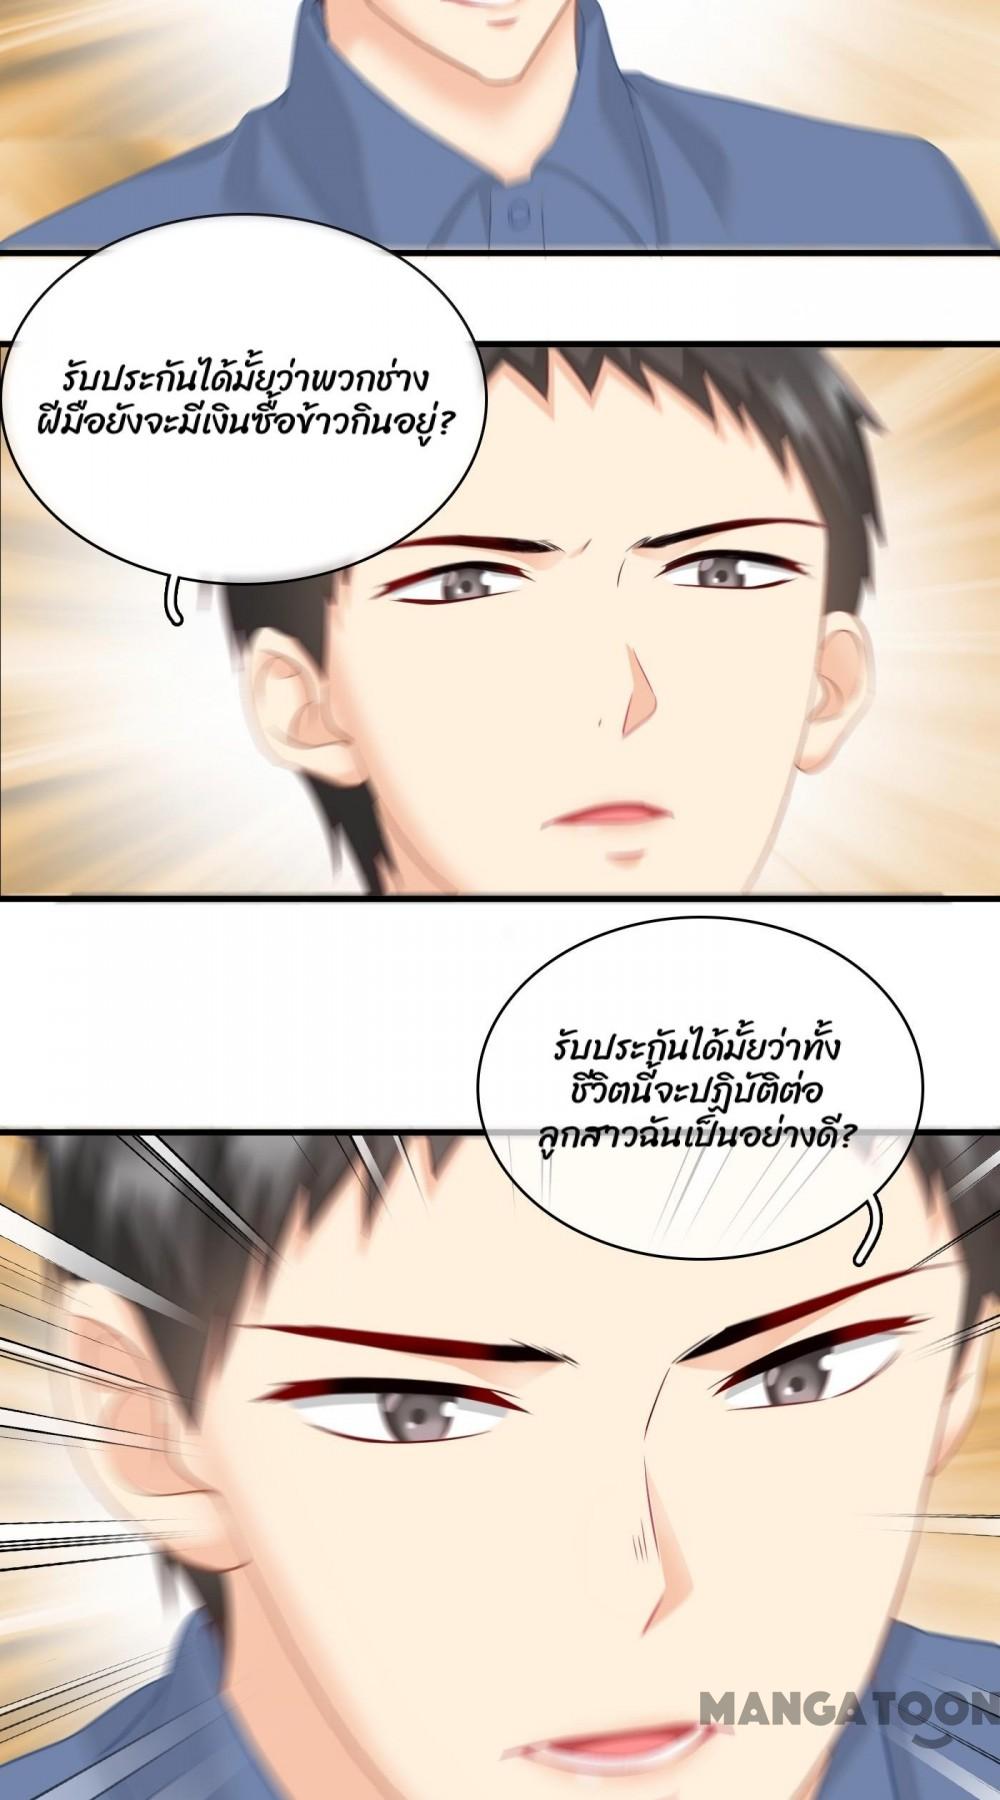 รับประกันได้มั้ยว่าพวกช่าง
ฝีมือยังจะมีเงินซื้อข้าวกินอยู่?
รับประกันได้มั้ยว่าทั้ง
ชีวิตนี้จะปฏิบัติต่อ
ลูกสาวฉันเป็นอย่างดี?
MANGATOON